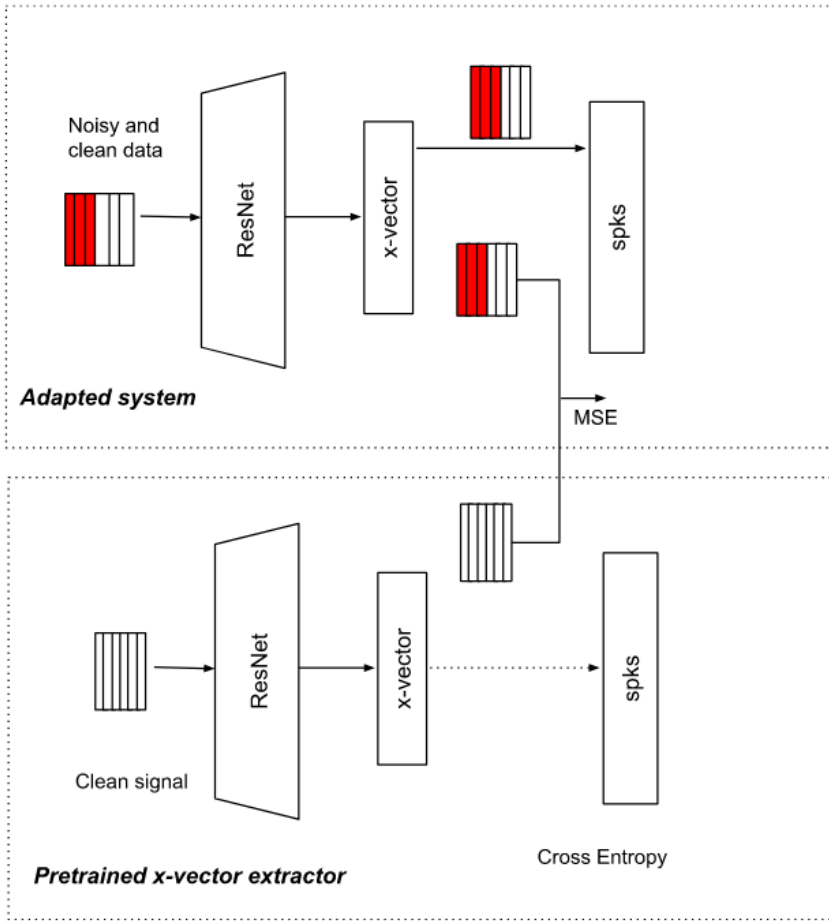 Noisy and
clean data
ResNet
x-vector
spks
Adapted system
MSE
ResNet
x-vector
spks
Clean signal
Cross Entropy
Pretrained x-vector extractor